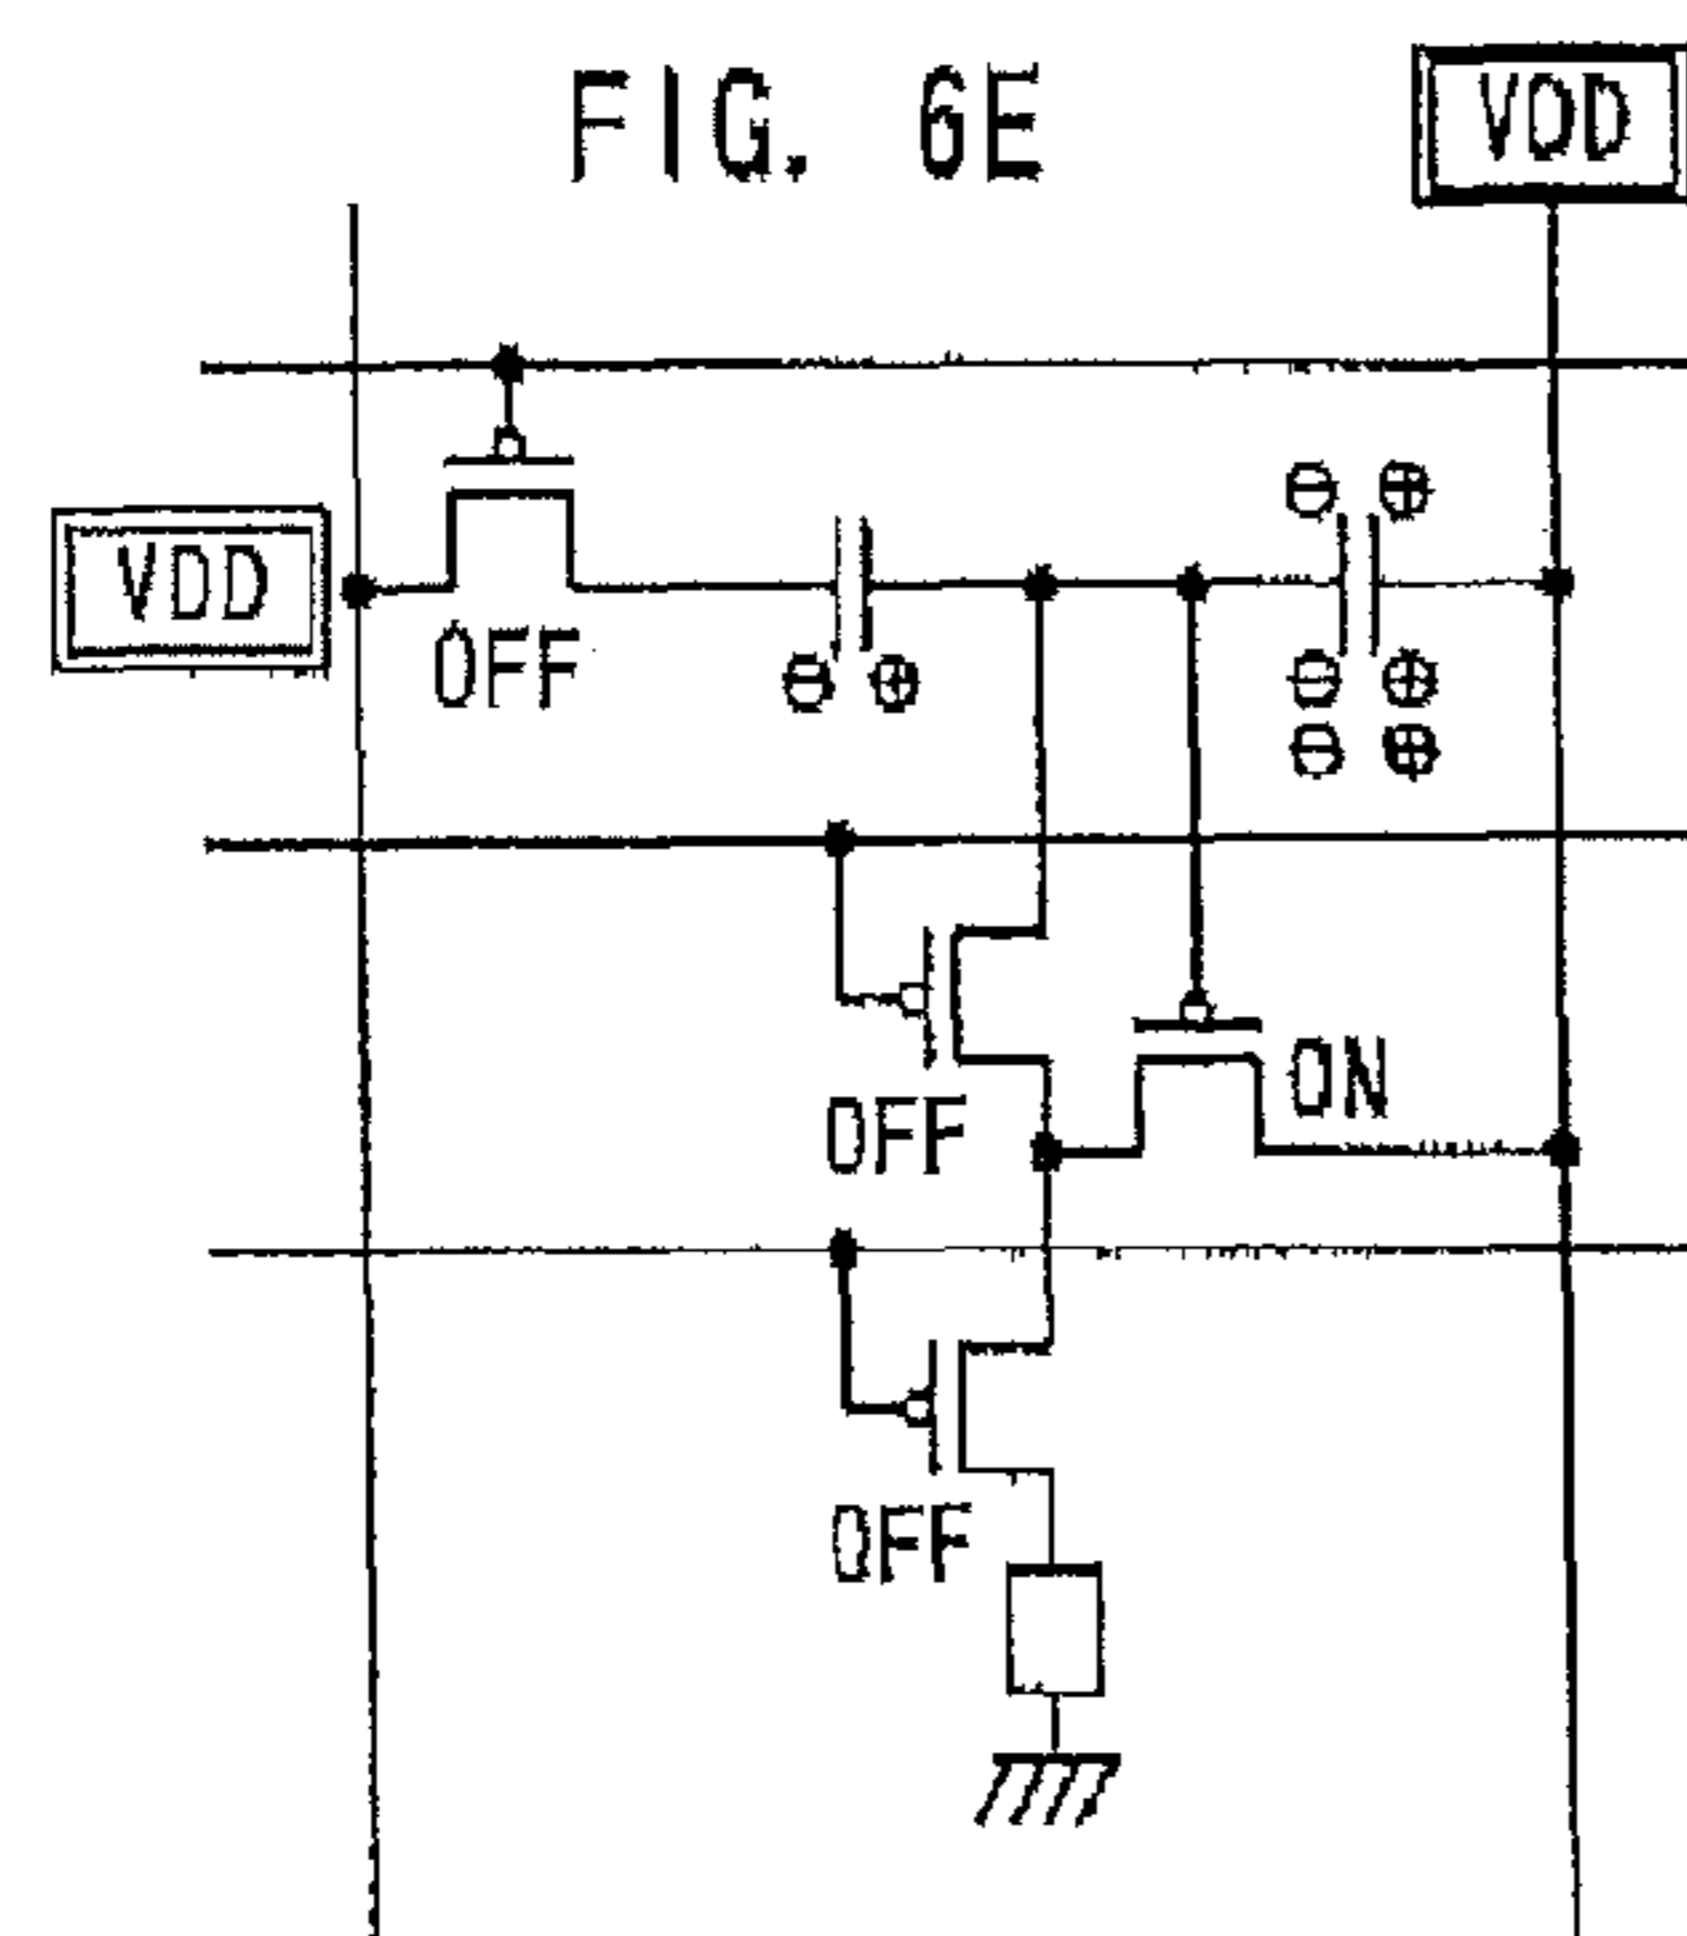 FIG. 6E
VDD
VDD
OFF
⊖ ⊕
⊖ ⊕
⊖ ⊕
⊖ ⊕
ON
OFF
OFF